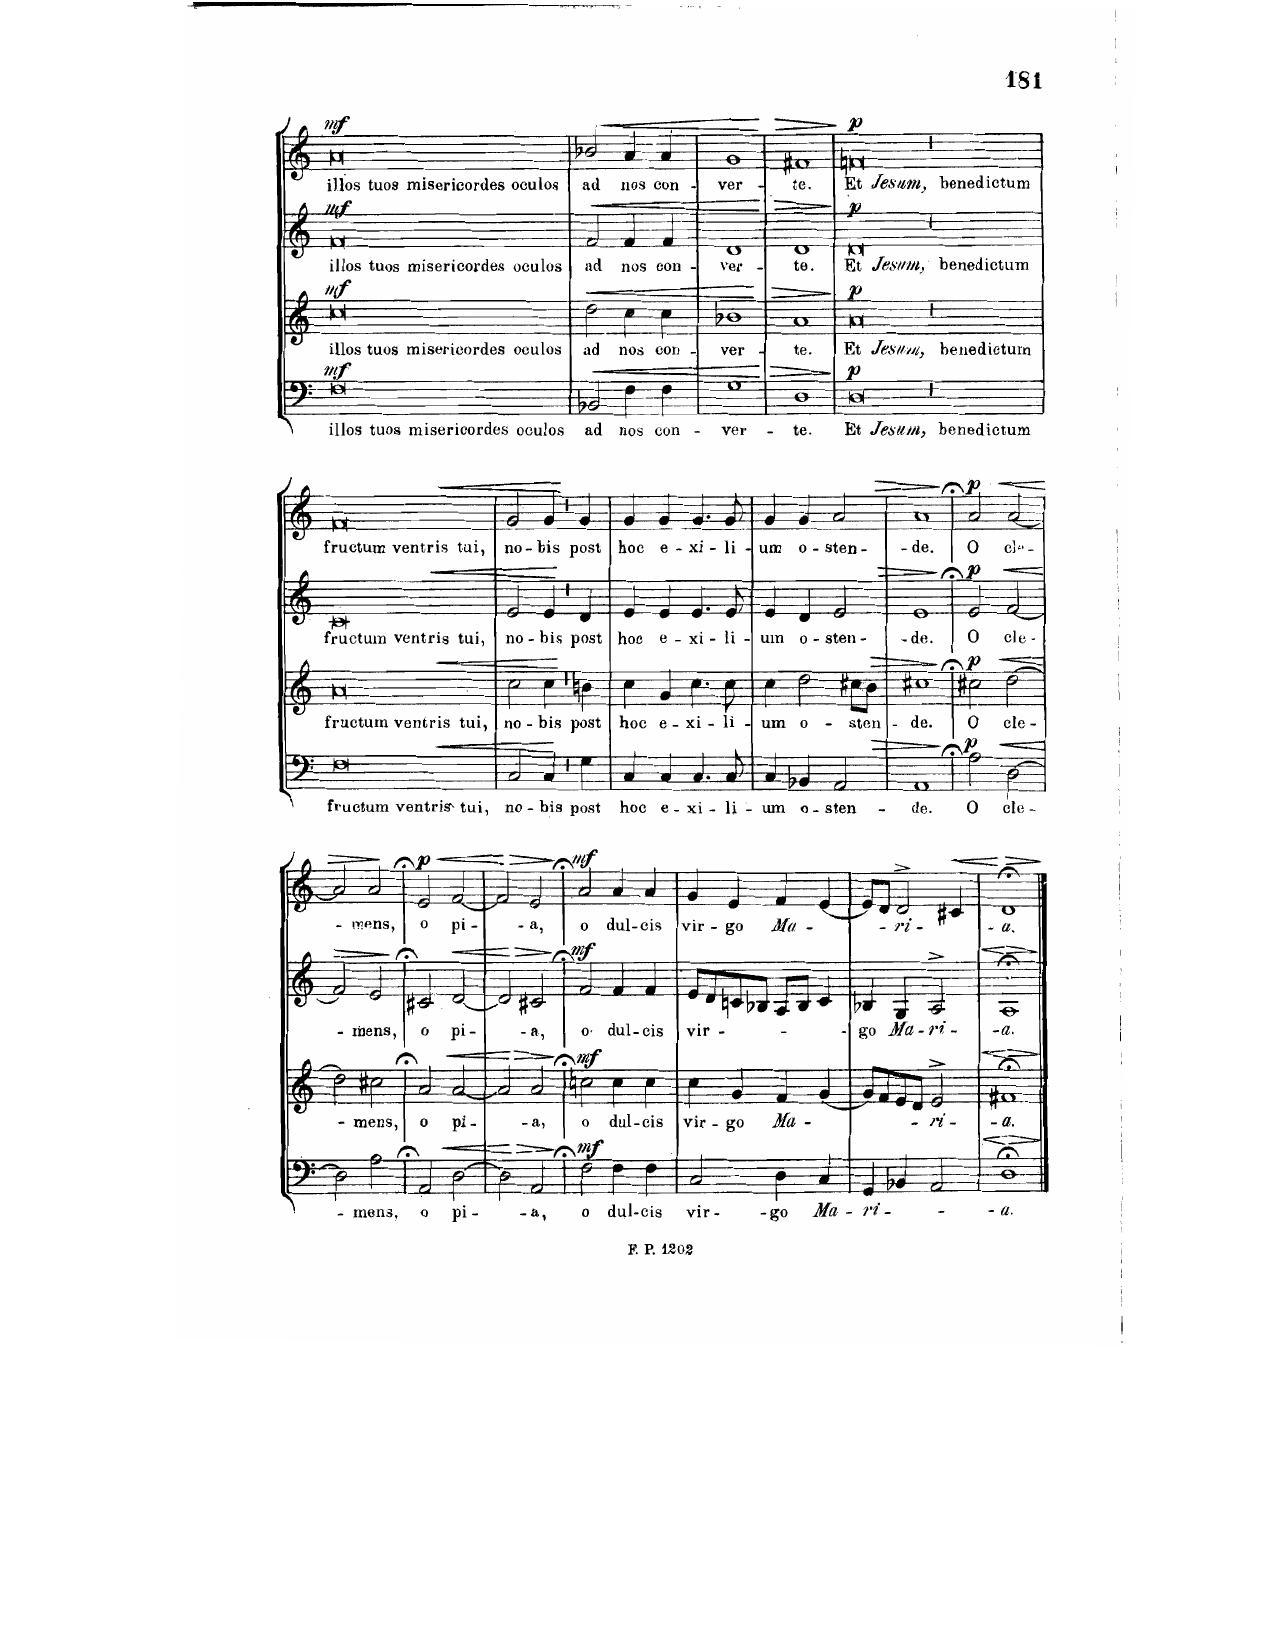 181
mf p
illos tuos misericordes oculos ad nos con - ver - te. Et Jesum, benedictum
mf p
illos tuos misericordes oculos ad nos con - ver - te. Et Jesum, benedictum
mf p
illos tuos misericordes oculos ad nos con - ver - te. Et Jesum, benedictum
mf p
illos tuos misericordes oculos ad nos con - ver - te. Et Jesum, benedictum
p
fructum ventris tui, no - bis post hoc e - xi - li - um o - sten - - de. O cle -
p
fructum ventris tui, no - bis post hoc e - xi - li - um o - sten - - de. O cle -
p
fructum ventris tui, no - bis post hoc e - xi - li - um o - sten - de. O cle -
p
fructum ventris tui, no - bis post hoc e - xi - li - um o - sten - de. O cle -
p mf
- mens, o pi - - a, o dul - cis vir - go Ma - - ri - - a.
mf
- mens, o pi - - a, o dul - cis vir - - - go Ma - ri - - a.
mf
- mens, o pi - - a, o dul - cis vir - go Ma - - ri - - a.
mf
- mens, o pi - - a, o dul - cis vir - - go Ma - ri - - - a.
F. P. 1202